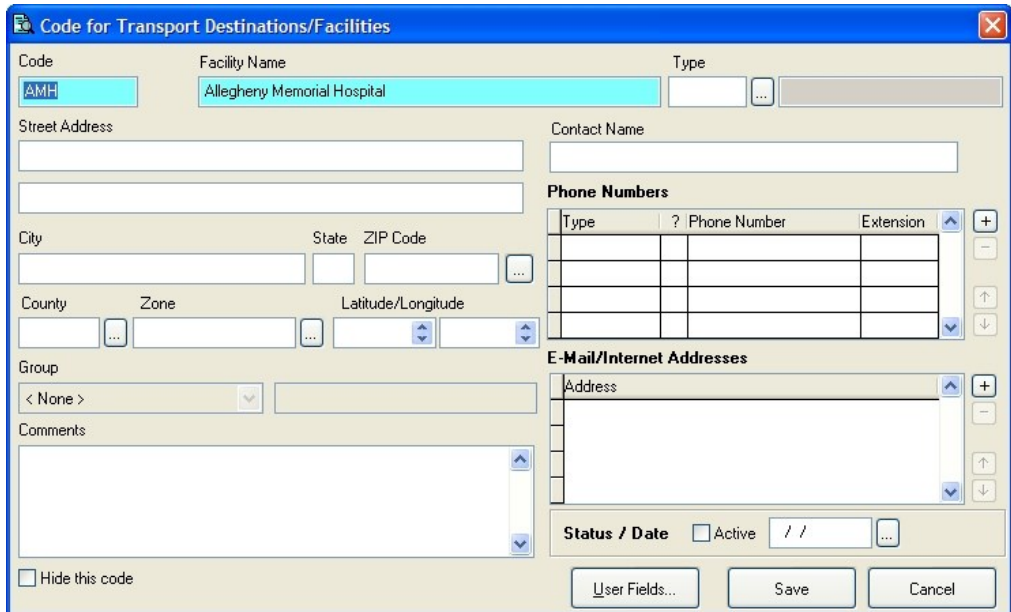 Code for Transport Destinations/Facilities
Code Facility Name Type
AMH Allegheny Memorial Hospital ...
Street Address Contact Name
Phone Numbers
Type ? Phone Number Extension +
City State ZIP Code −
...
County Zone Latitude/Longitude
... ...
E-Mail/Internet Addresses
Group
Address +
< None > −
Comments
Status / Date Active / / ...
Hide this code
User Fields... Save Cancel